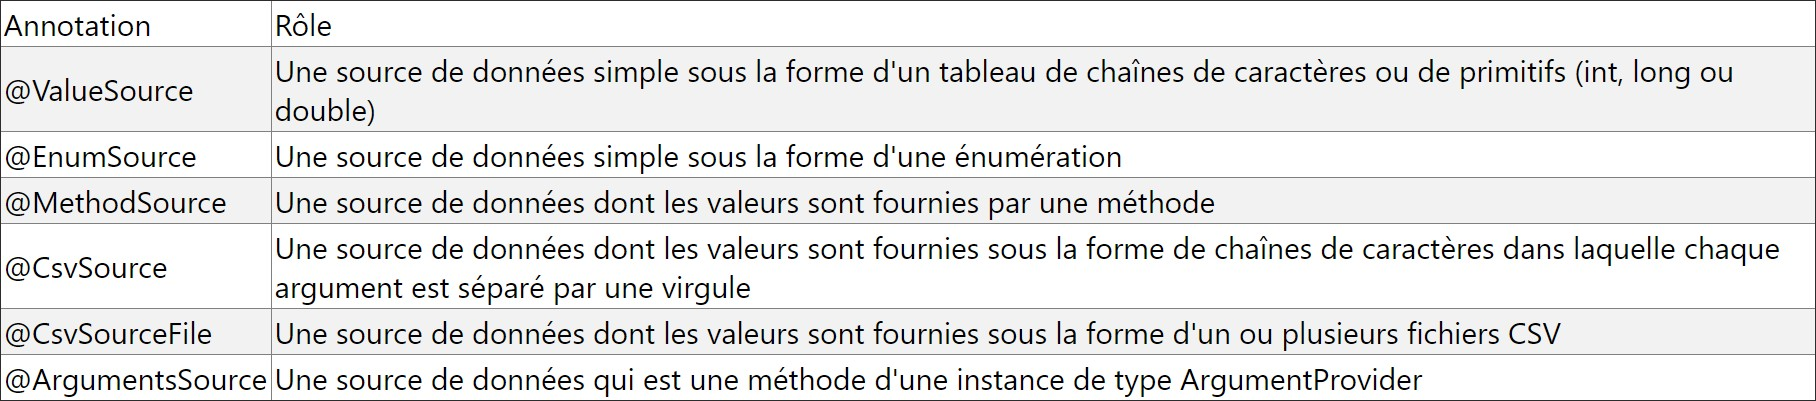 Annotation Rôle
@ValueSource Une source de données simple sous la forme d'un tableau de chaînes de caractères ou de primitifs (int, long ou
double)
@EnumSource Une source de données simple sous la forme d'une énumération
@MethodSource Une source de données dont les valeurs sont fournies par une méthode
@CsvSource Une source de données dont les valeurs sont fournies sous la forme de chaînes de caractères dans laquelle chaque
argument est séparé par une virgule
@CsvSourceFile Une source de données dont les valeurs sont fournies sous la forme d'un ou plusieurs fichiers CSV
@ArgumentsSource Une source de données qui est une méthode d'une instance de type ArgumentProvider